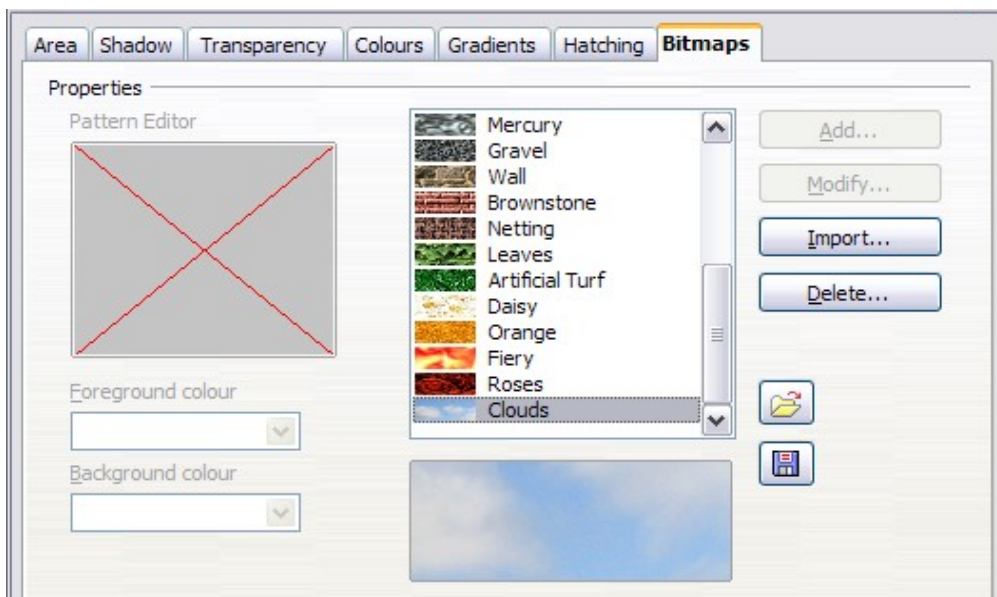 Area Shadow Transparency Colours Gradients Hatching Bitmaps
Properties
Pattern Editor
Mercury
Gravel
Wall
Brownstone
Netting
Leaves
Artificial Turf
Daisy
Orange
Fiery
Roses
Clouds
Add...
Modify...
Import...
Delete...
Foreground colour
Background colour